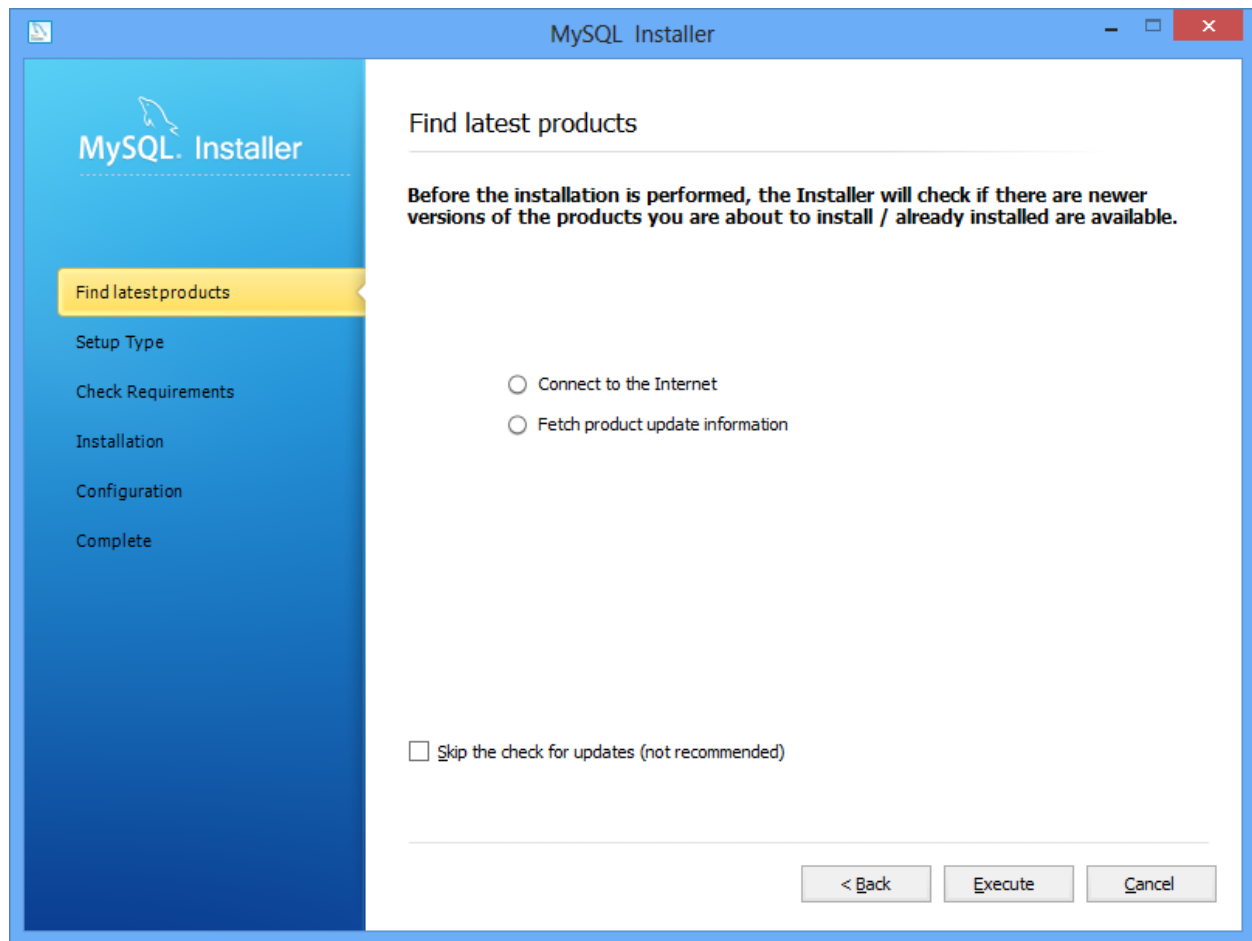 MySQL Installer
MySQL. Installer
Find latest products
Before the installation is performed, the Installer will check if there are newer
versions of the products you are about to install / already installed are available.
Find latest products
Setup Type
Check Requirements
Installation
Configuration
Complete
Connect to the Internet
Fetch product update information
Skip the check for updates (not recommended)
< Back
Execute
Cancel